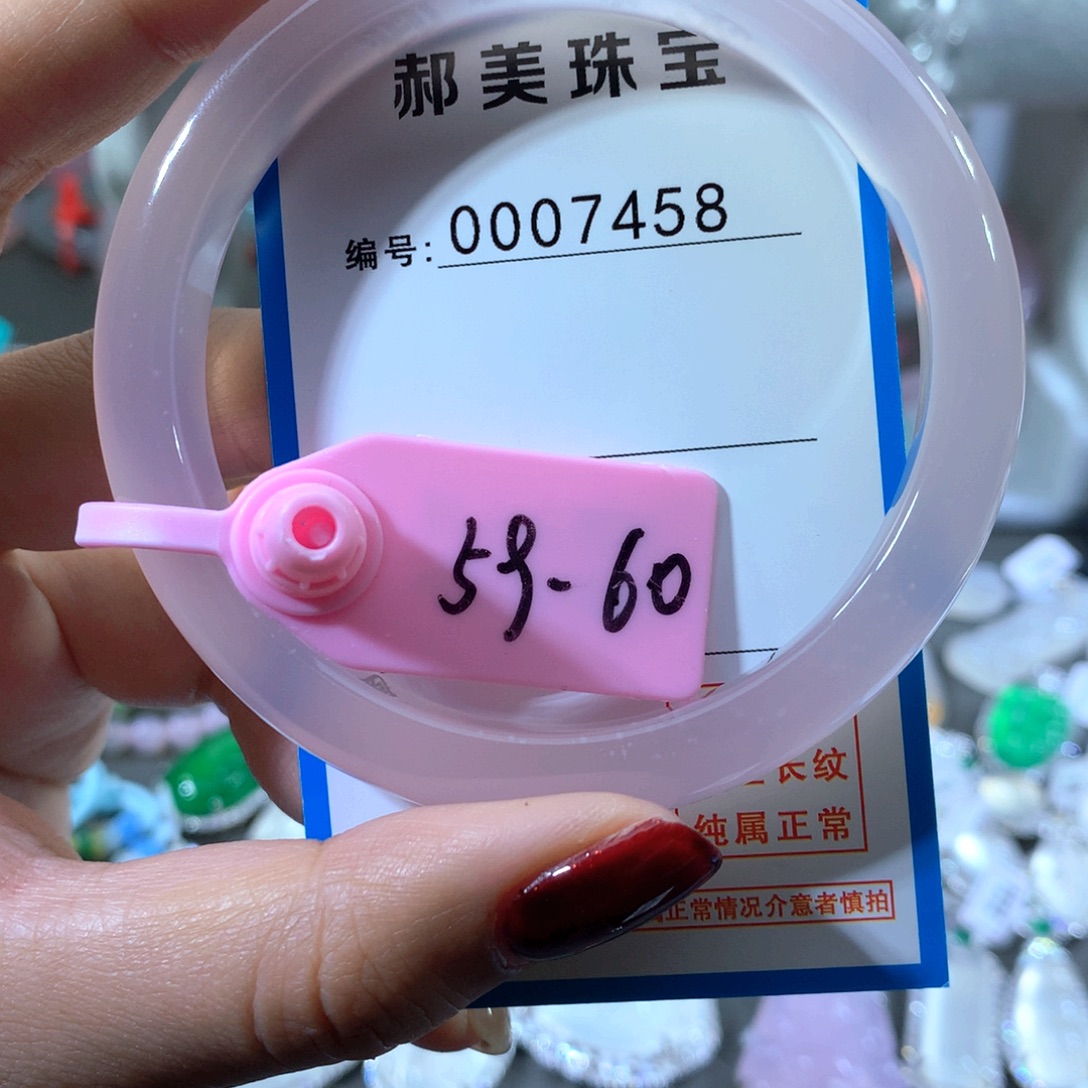 郝美珠宝
编号: 0007458
59-60
长纹
纯属正常
正常情况介意者慎拍